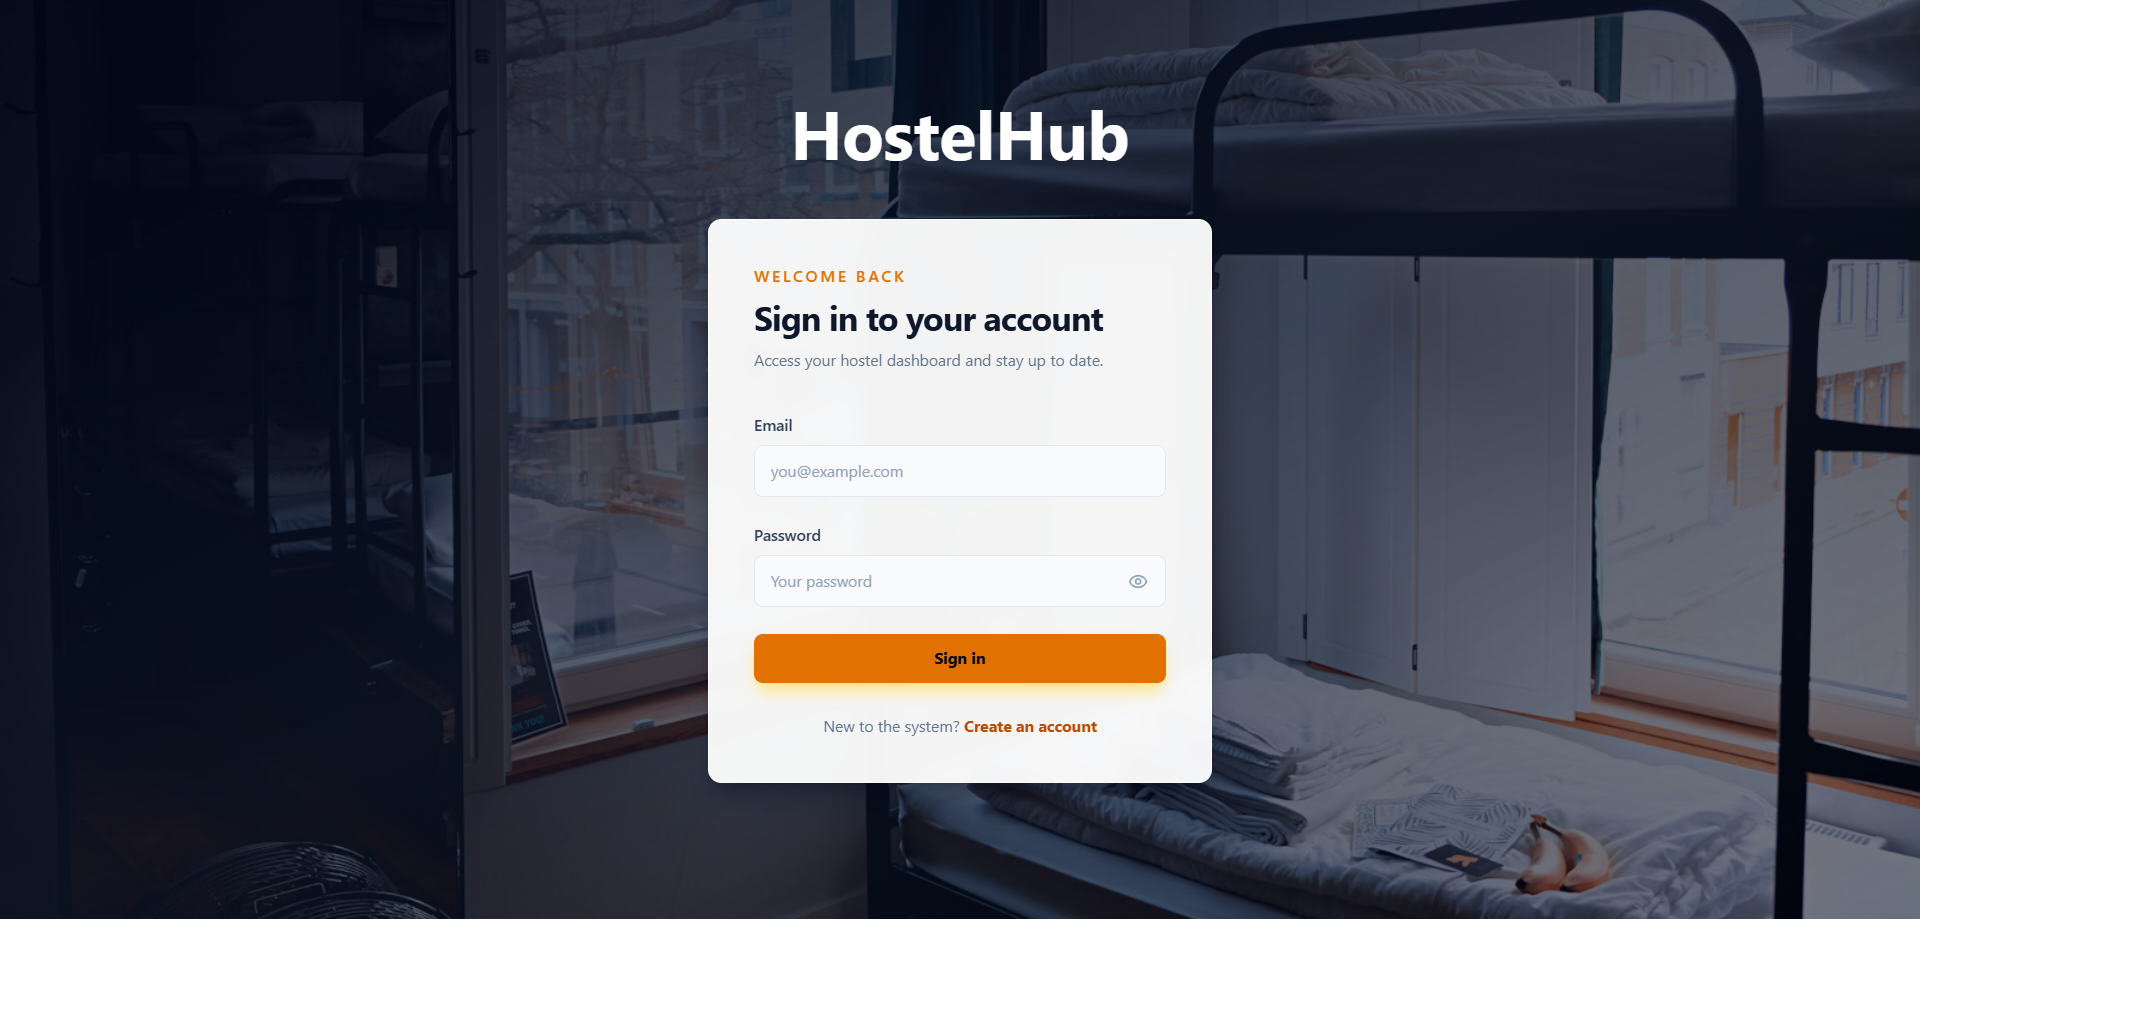 HostelHub
WELCOME BACK
Sign in to your account
Access your hostel dashboard and stay up to date.
Email
you@example.com
Password
Your password
Sign in
New to the system? Create an account